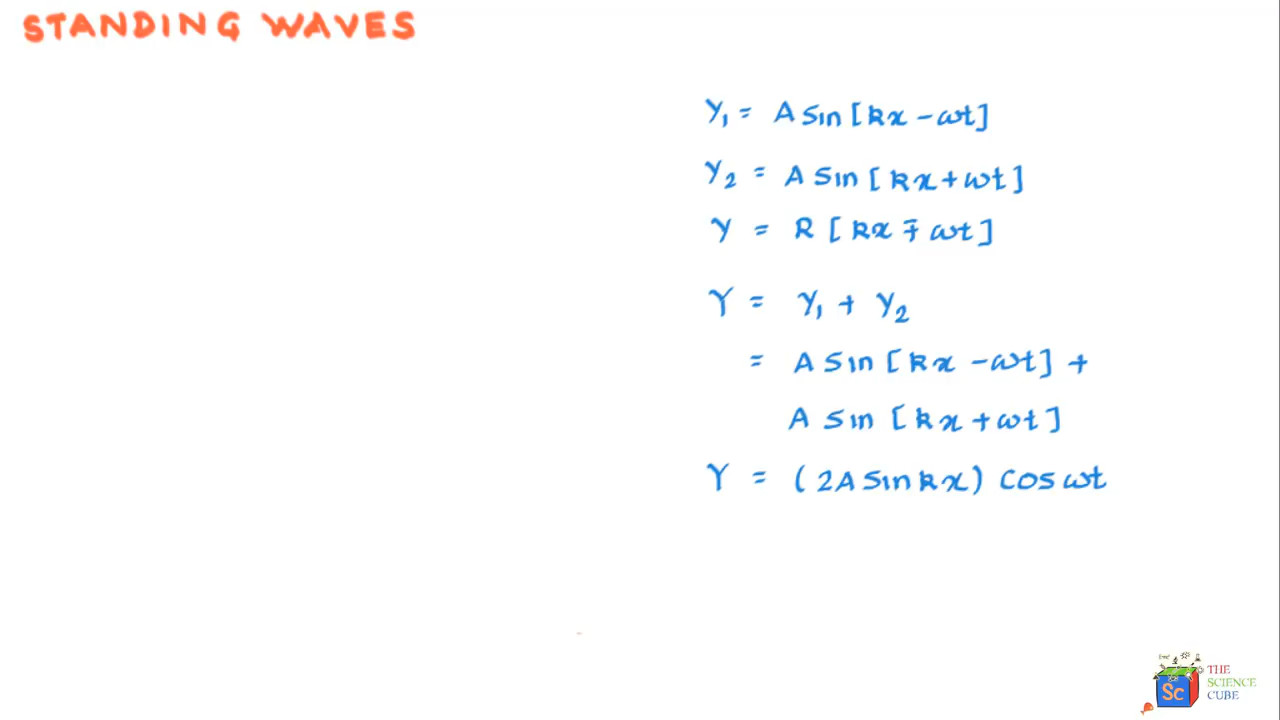 STANDING WAVES
Y₁ = A Sin [kx - ωt]
Y₂ = A Sin [kx + ωt]
Y = R [kx ∓ ωt]
Y = Y₁ + Y₂
= A Sin [kx - ωt] +
A Sin [kx + ωt]
Y = (2A Sin kx) Cos ωt
Sc
THE
SCIENCE
CUBE